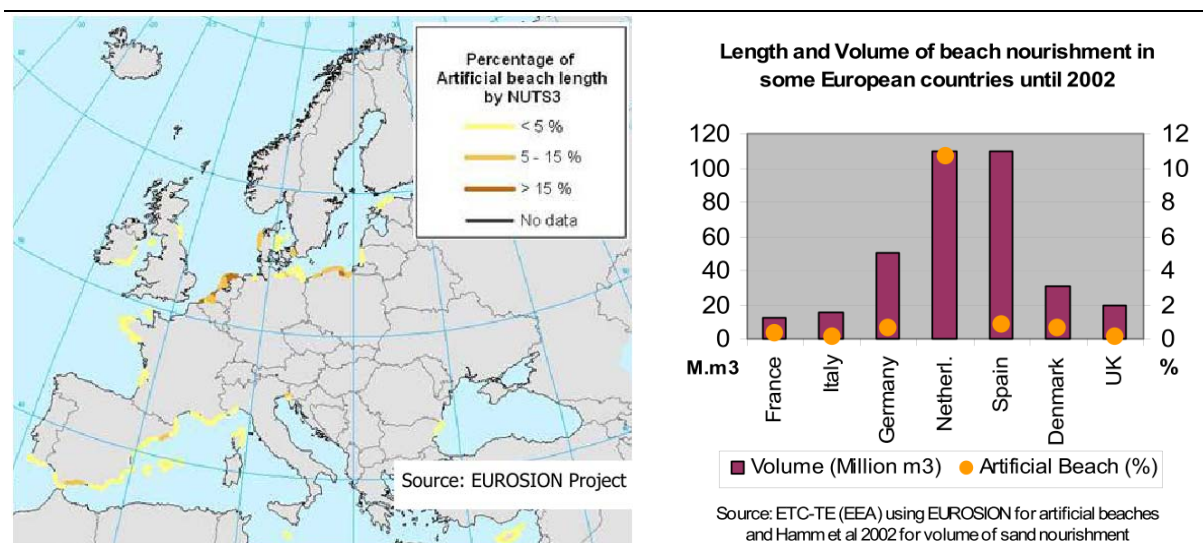 Percentage of
Artificial beach length
by NUTS3
< 5 %
5 - 15 %
> 15 %
No data
Source: EUROSION Project
Length and Volume of beach nourishment in
some European countries until 2002
120
100
80
60
40
20
0
M.m3
12
10
8
6
4
2
0
%
France
Italy
Germany
Netherl.
Spain
Denmark
UK
Volume (Million m3)
Artificial Beach (%)
Source: ETC-TE (EEA) using EUROSION for artificial beaches
and Hamm et al 2002 for volume of sand nourishment